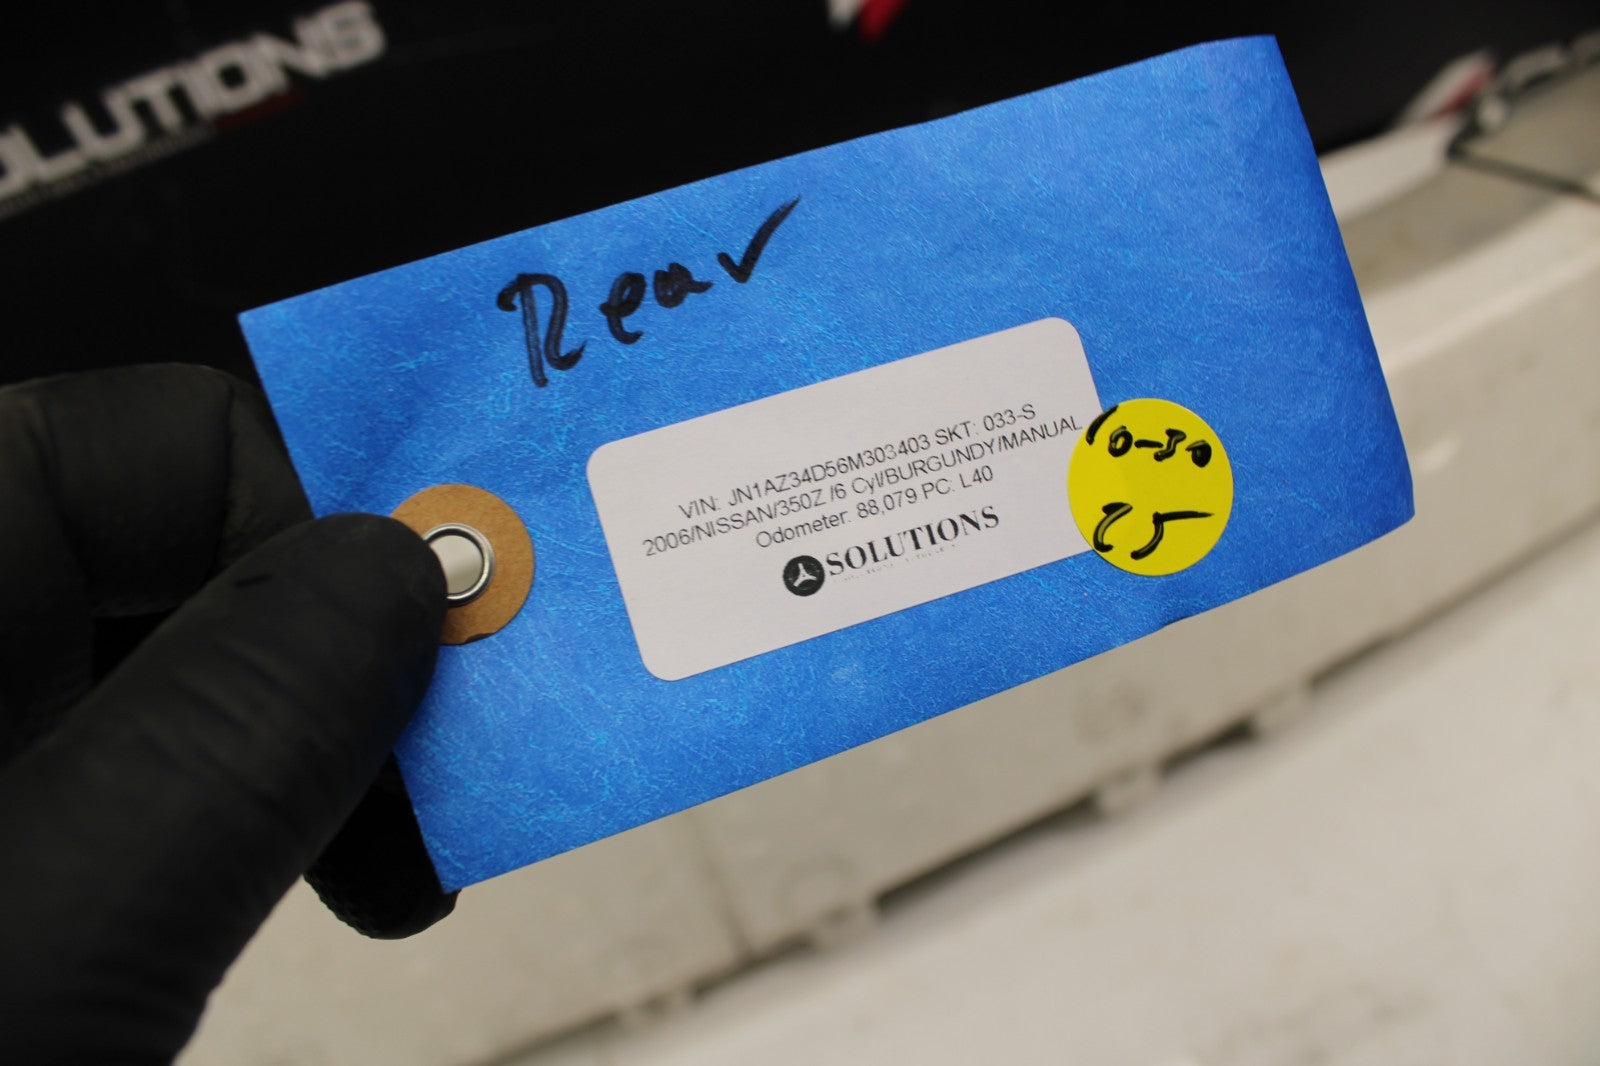 SOLUTIONS
Rear
VIN: JN1AZ34D56M303403 SKT: 033-S
2006/NISSAN/350Z /6 Cyl/BURGUNDY/MANUAL
Odometer: 88,079 PC: L40
SOLUTIONS
10-30
25